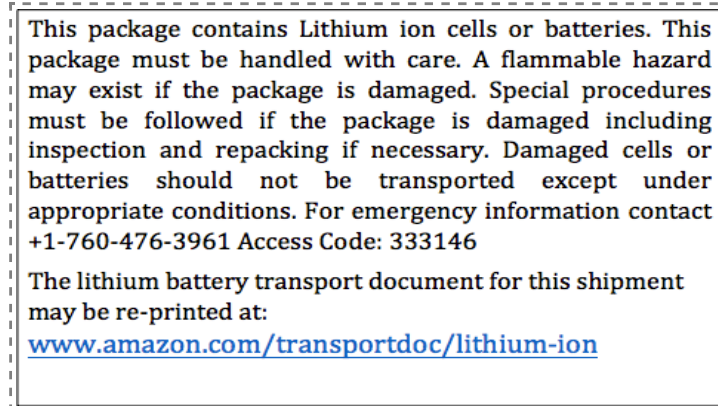 This package contains Lithium ion cells or batteries. This
package must be handled with care. A flammable hazard
may exist if the package is damaged. Special procedures
must be followed if the package is damaged including
inspection and repacking if necessary. Damaged cells or
batteries should not be transported except under
appropriate conditions. For emergency information contact
+1-760-476-3961 Access Code: 333146
The lithium battery transport document for this shipment
may be re-printed at:
www.amazon.com/transportdoc/lithium-ion